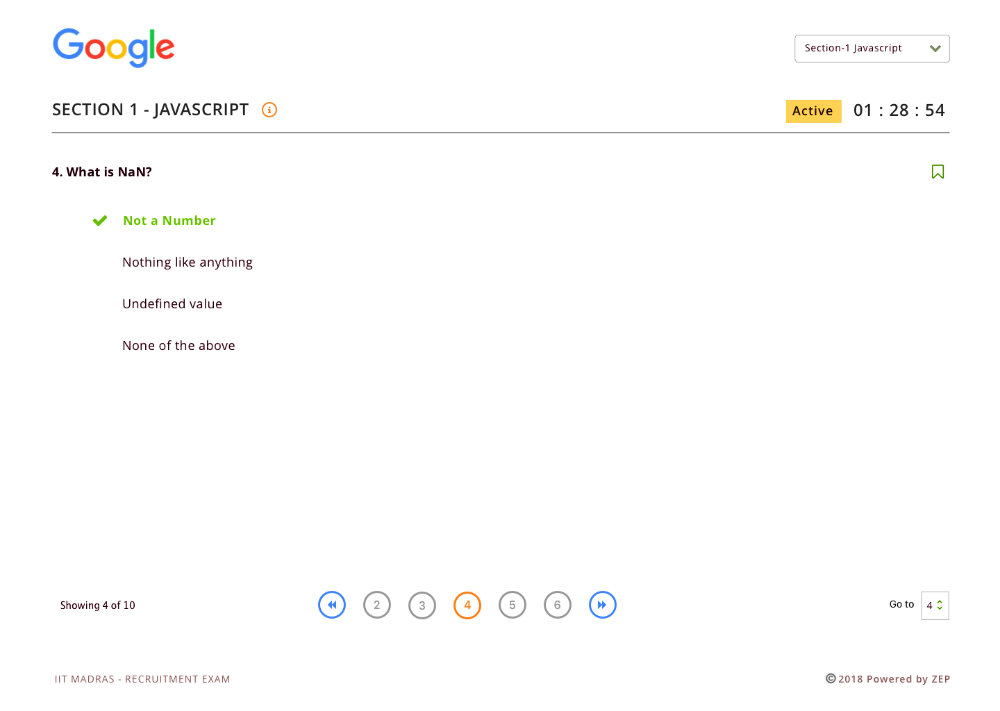 Google
Section-1 Javascript
SECTION 1 - JAVASCRIPT
Active 01 : 28 : 54
4. What is NaN?
Not a Number
Nothing like anything
Undefined value
None of the above
Showing 4 of 10
2 3 4 5 6
Go to 4
IIT MADRAS - RECRUITMENT EXAM
© 2018 Powered by ZEP